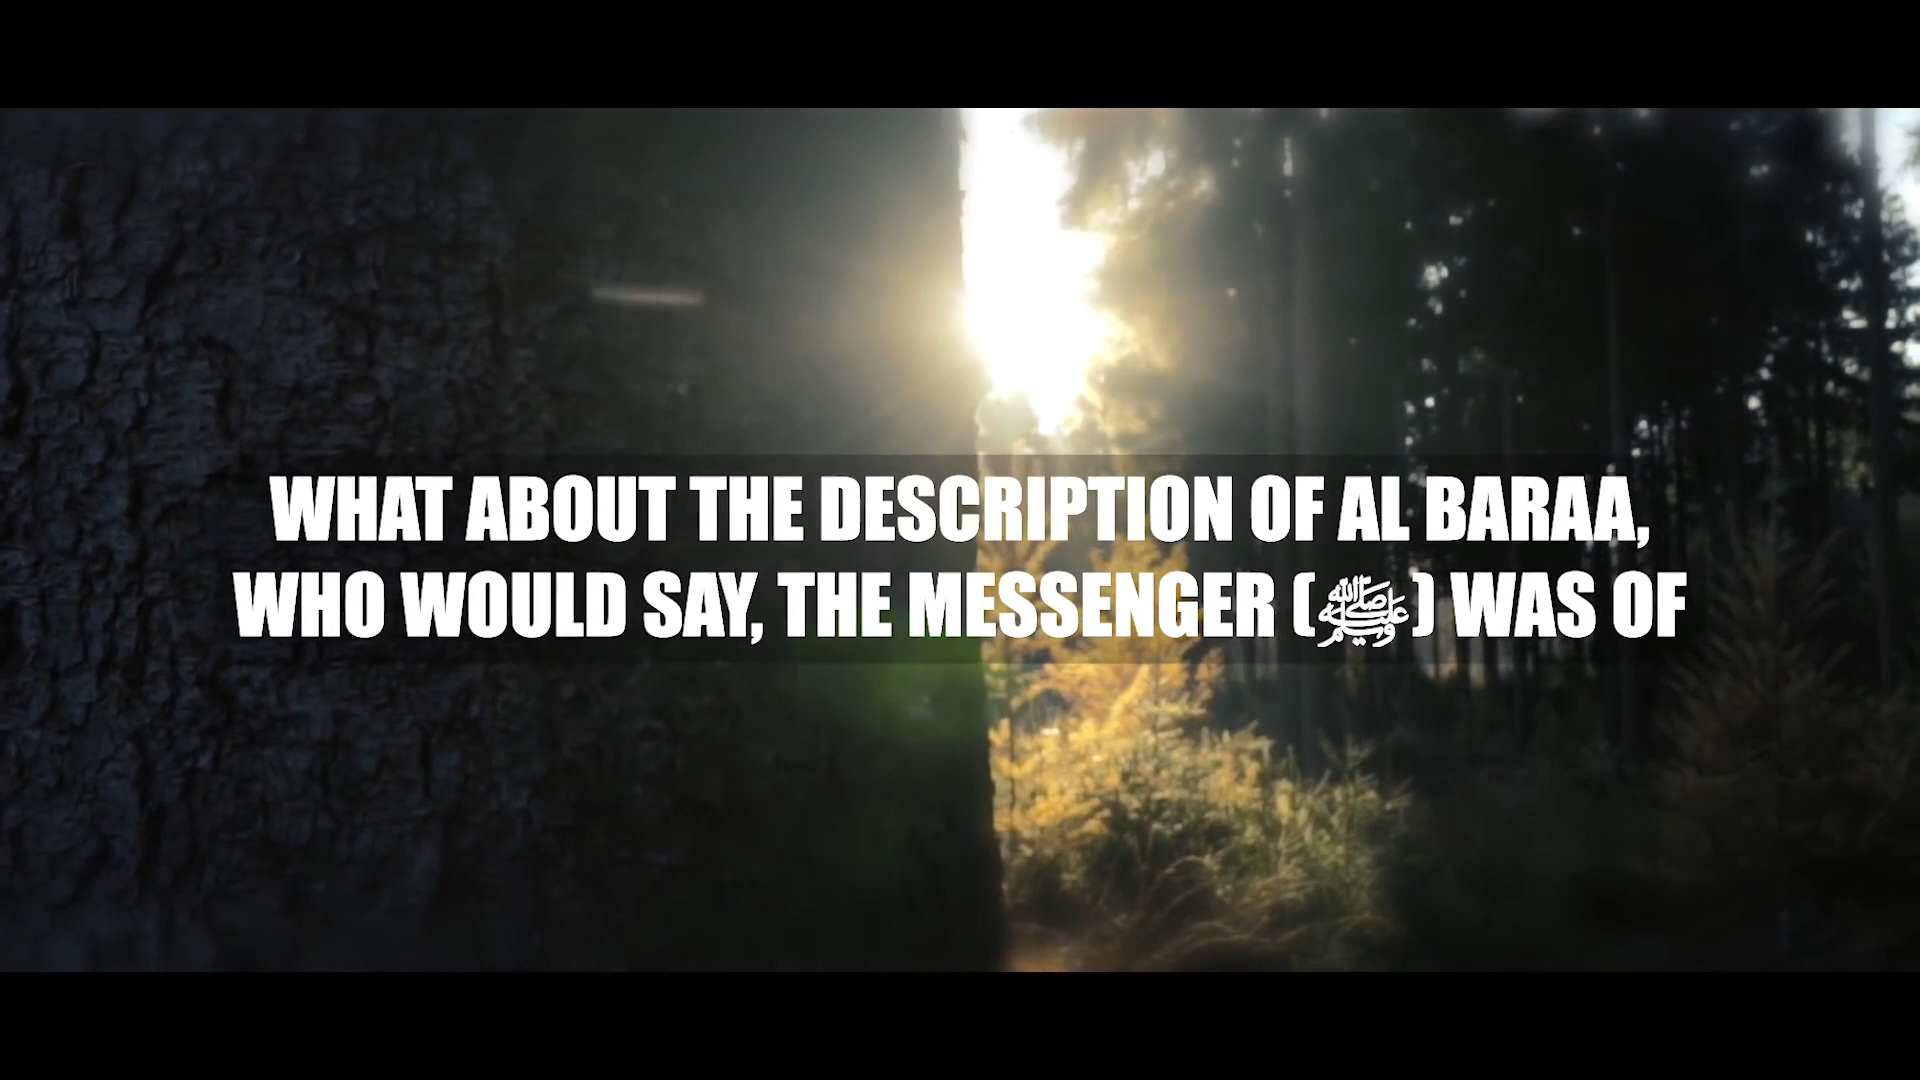 WHAT ABOUT THE DESCRIPTION OF AL BARAA,
WHO WOULD SAY, THE MESSENGER (ﷺ) WAS OF